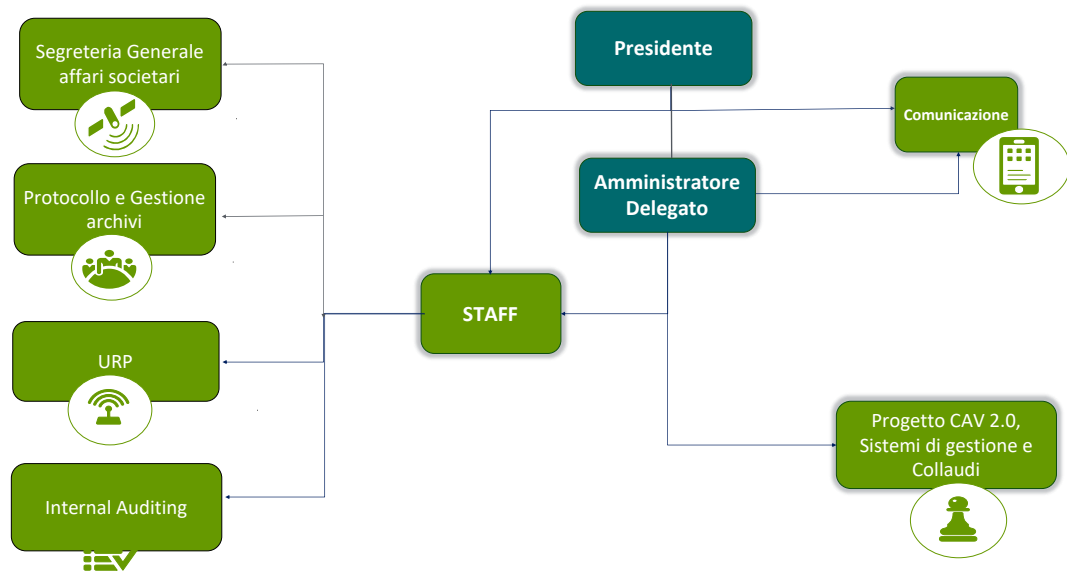 Segreteria Generale
affari societari
Presidente
Comunicazione
Protocollo e Gestione
archivi
Amministratore
Delegato
STAFF
URP
Progetto CAV 2.0,
Sistemi di gestione e
Collaudi
Internal Auditing